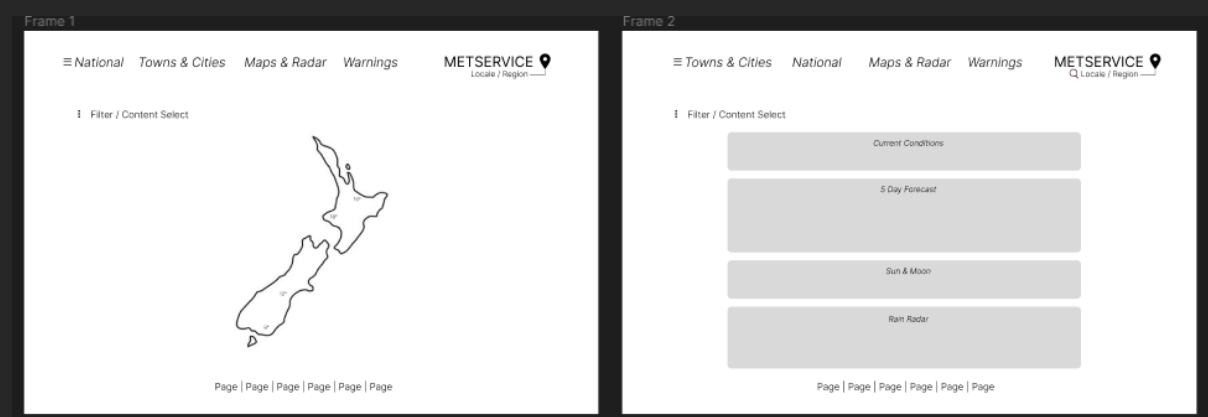 Frame 1
☰ National Towns & Cities Maps & Radar Warnings
METSERVICE
Locale / Region
Filter / Content Select
12°
Page | Page | Page | Page | Page | Page
Frame 2
☰ Towns & Cities National Maps & Radar Warnings
METSERVICE
Locale / Region
Filter / Content Select
Current Conditions
5 Day Forecast
Sun & Moon
Rain Radar
Page | Page | Page | Page | Page | Page